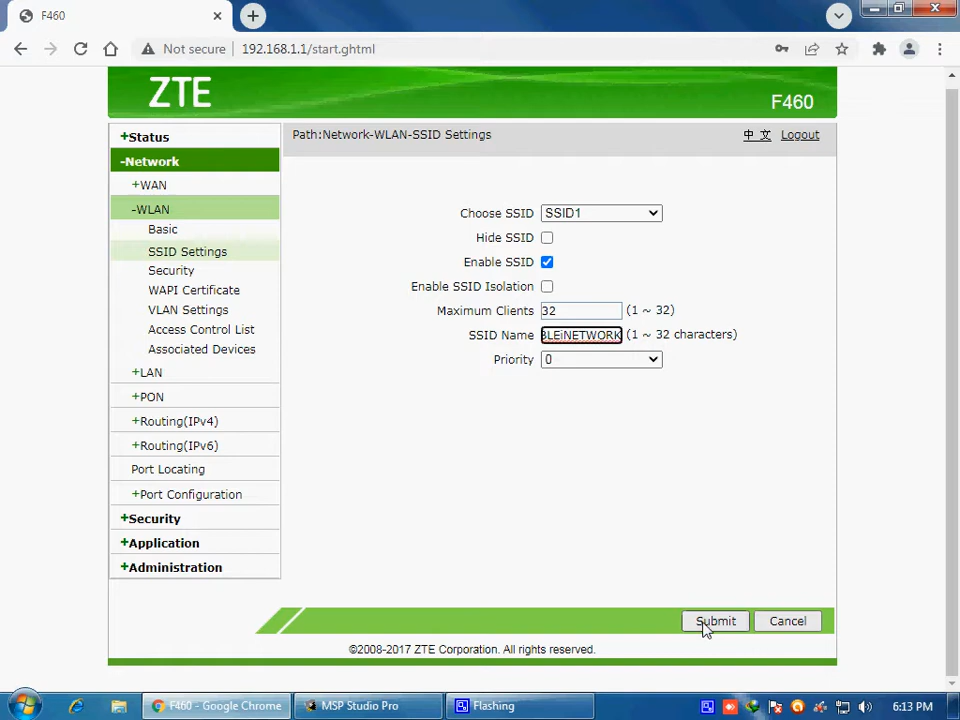 F460
Not secure
192.168.1.1/start.ghtml
ZTE
F460
+Status
-Network
+WAN
-WLAN
Basic
SSID Settings
Security
WAPI Certificate
VLAN Settings
Access Control List
Associated Devices
+LAN
+PON
+Routing(IPv4)
+Routing(IPv6)
Port Locating
+Port Configuration
+Security
+Application
+Administration
Path:Network-WLAN-SSID Settings
中 文 Logout
Choose SSID SSID1
Hide SSID
Enable SSID
Enable SSID Isolation
Maximum Clients 32 (1 ~ 32)
SSID Name BLEiNETWORK (1 ~ 32 characters)
Priority 0
Submit Cancel
©2008-2017 ZTE Corporation. All rights reserved.
F460 - Google Chrome
MSP Studio Pro
Flashing
6:13 PM